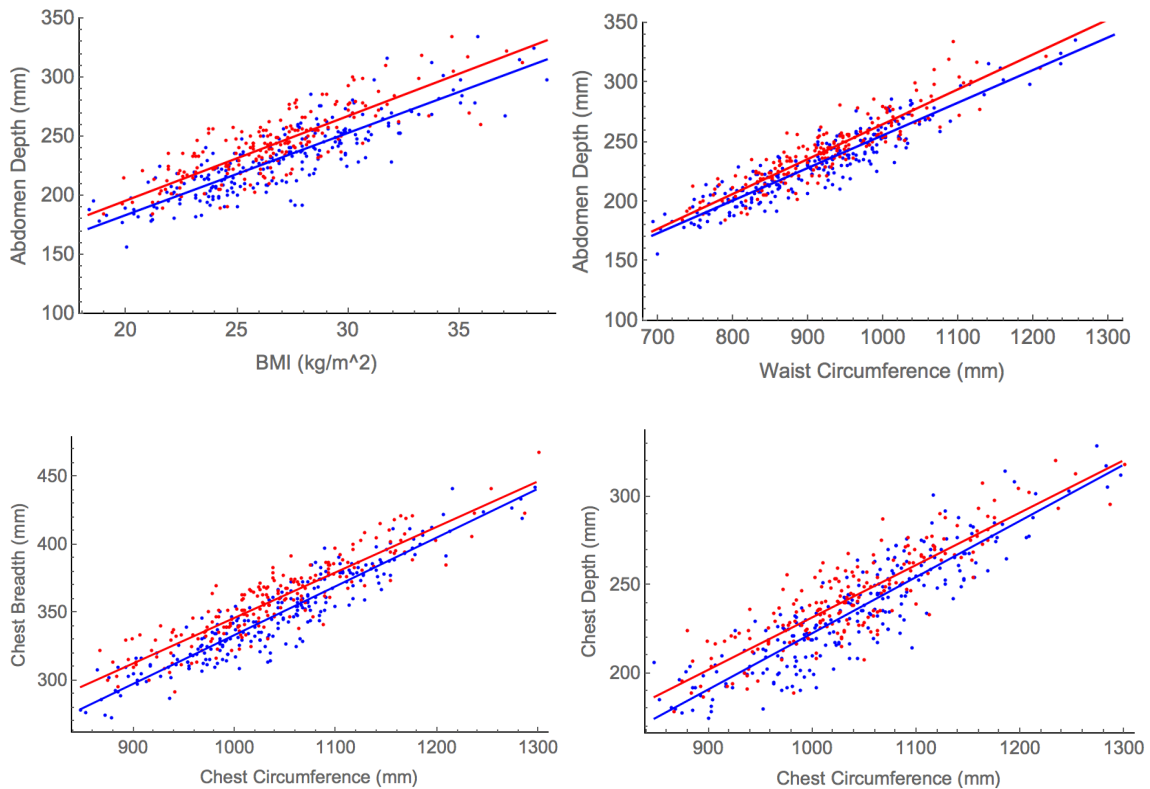 350
300
250
200
150
100
Abdomen Depth (mm)
20 25 30 35
BMI (kg/m^2)
350
300
250
200
150
100
Abdomen Depth (mm)
700 800 900 1000 1100 1200 1300
Waist Circumference (mm)
450
400
350
300
Chest Breadth (mm)
900 1000 1100 1200 1300
Chest Circumference (mm)
300
250
200
Chest Depth (mm)
900 1000 1100 1200 1300
Chest Circumference (mm)